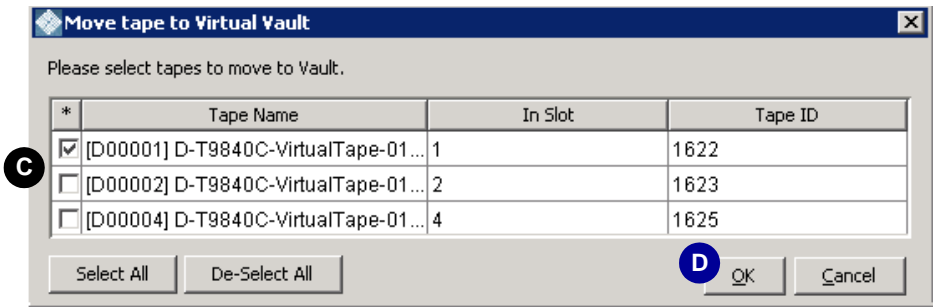 Move tape to Virtual Vault
Please select tapes to move to Vault.
* Tape Name In Slot Tape ID
C
[D00001] D-T9840C-VirtualTape-01... 1 1622
[D00002] D-T9840C-VirtualTape-01... 2 1623
[D00004] D-T9840C-VirtualTape-01... 4 1625
Select All De-Select All D OK Cancel